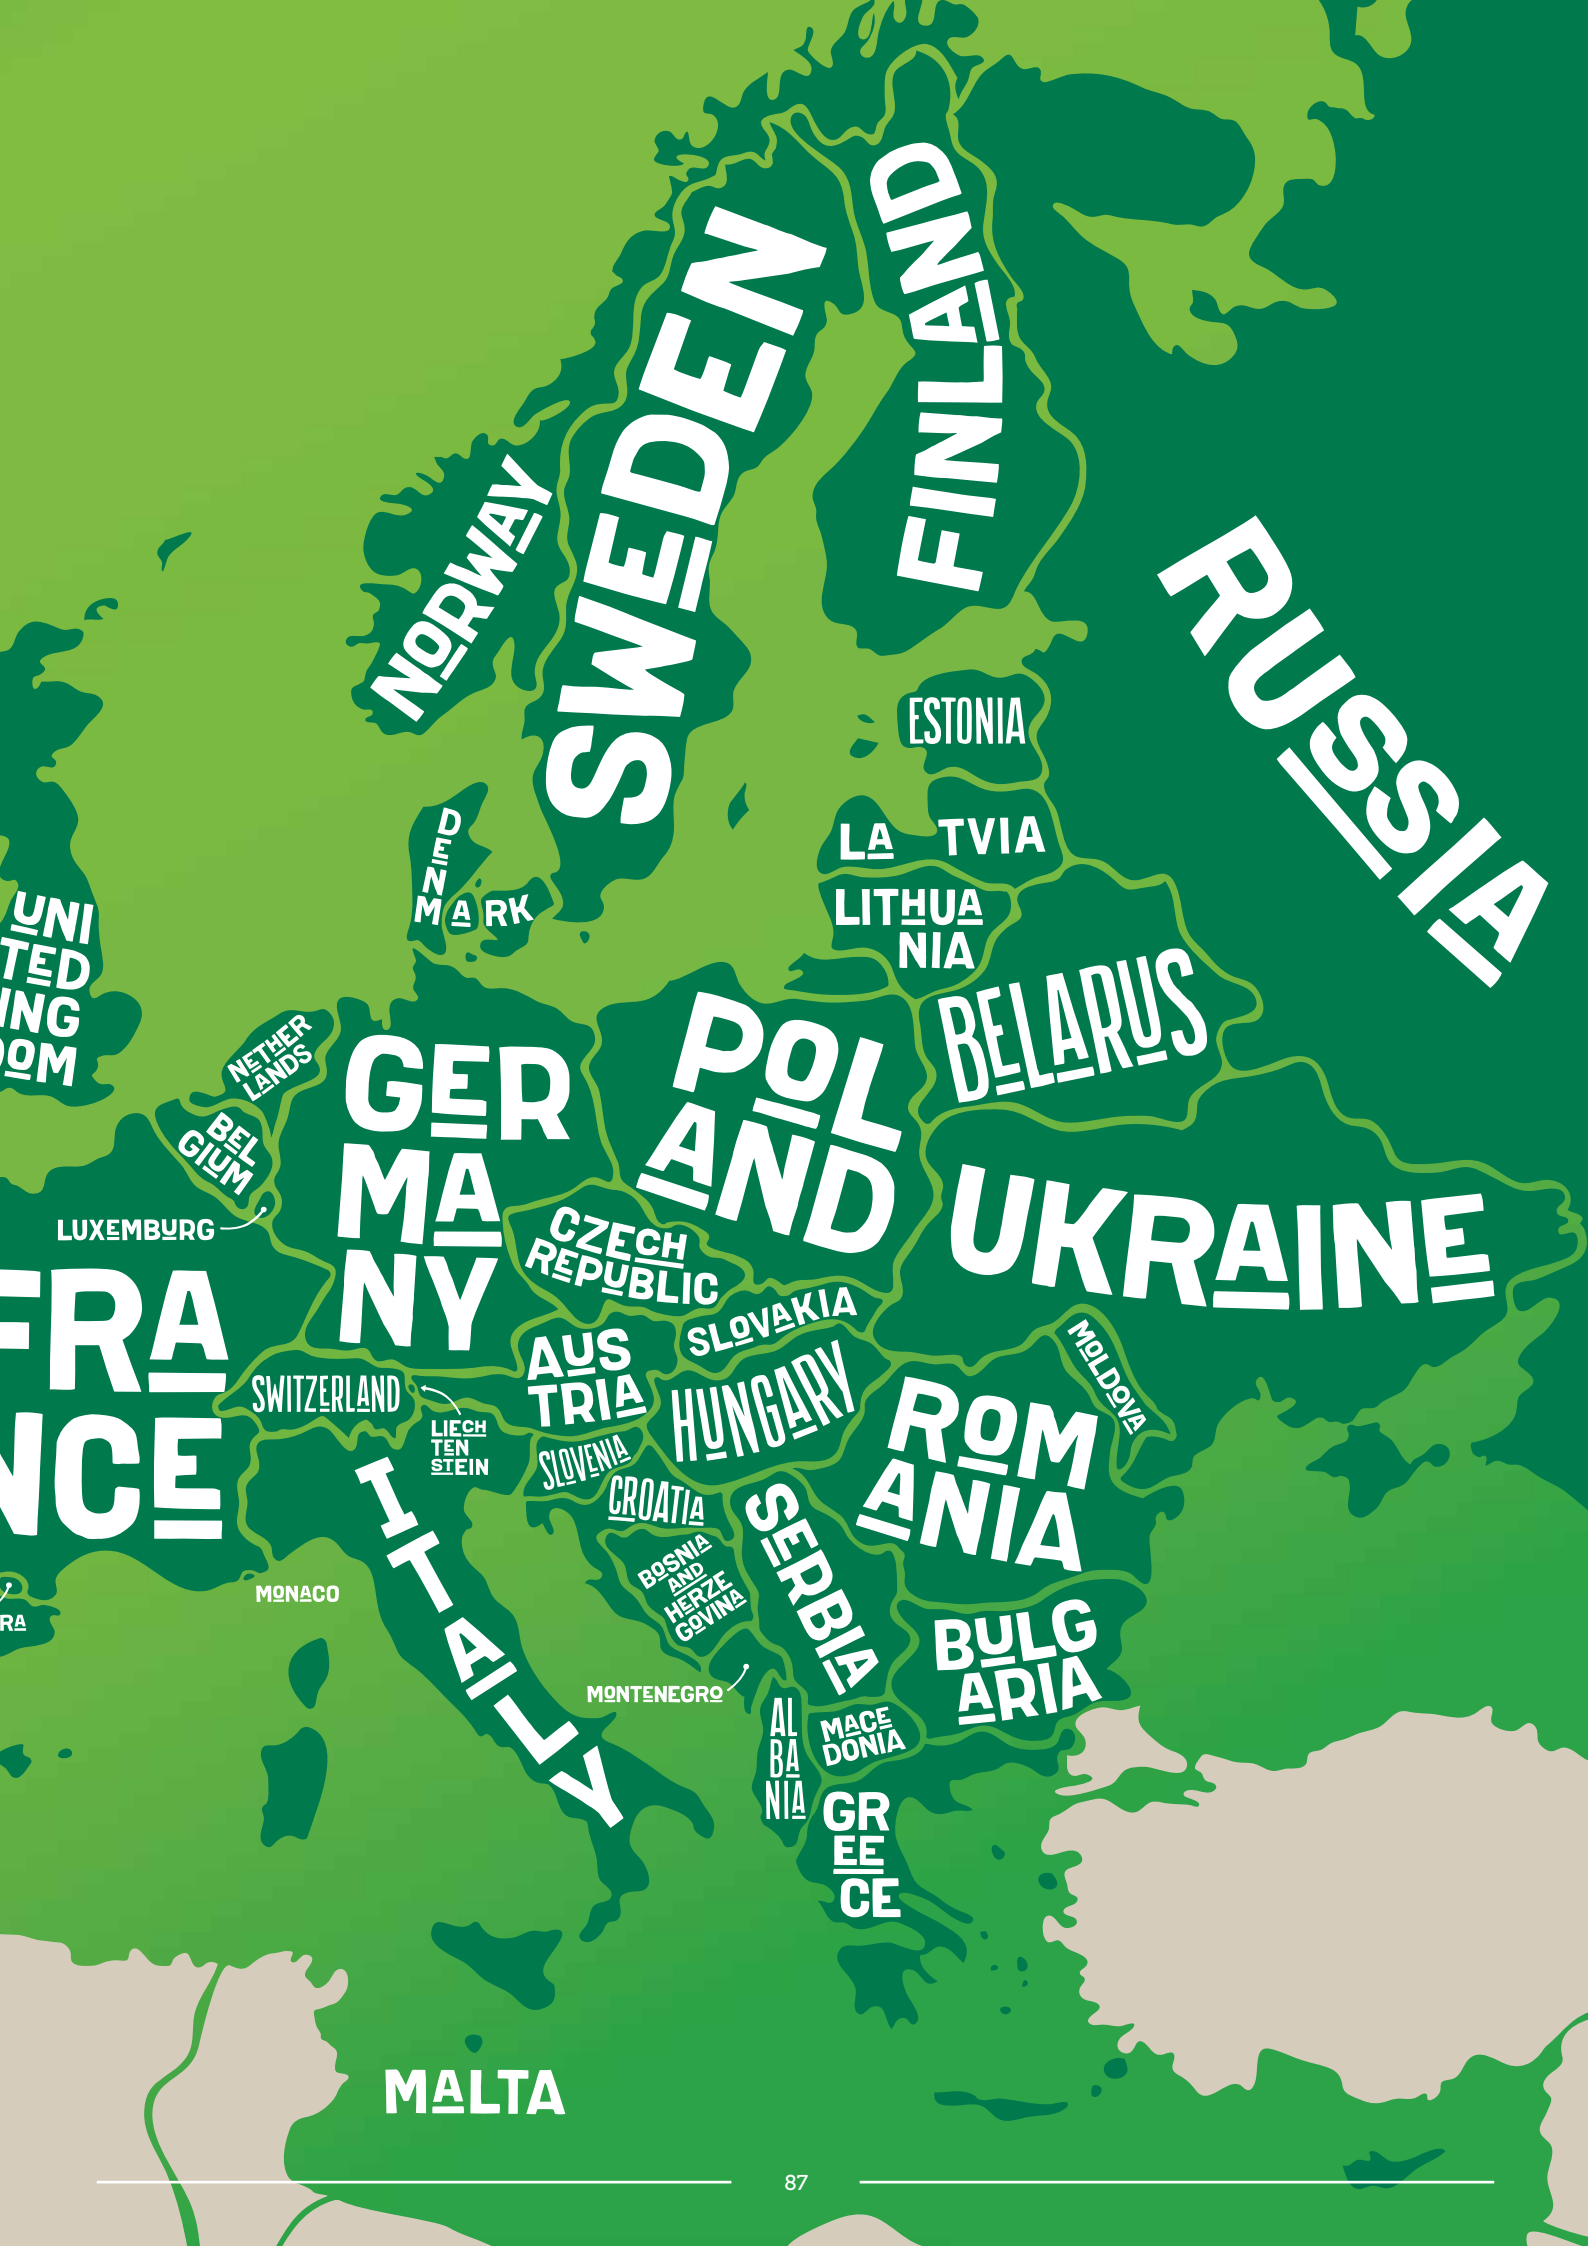 SWEDEN
FINLAND
NORWAY
RUSSIA
ESTONIA
LA TVIA
D
E
N
M A RK
LITHUA
NIA
UNI
TED
ING
OM
BELARUS
NETHER
LANDS
GER
MA
NY
POL
AND
BEL
GIUM
LUXEMBURG
UKRAINE
CZECH
REPUBLIC
FRA
NCE
SLOVAKIA
AUS
TRIA
MOLDOVA
SWITZERLAND
HUNGARY
LIECH
TEN
STEIN
ROM
ANIA
SLOVENIA
CROATIA
ITALY
SERBIA
BOSNIA
AND
HERZE
GOVINA
MONACO
RA
BULG
ARIA
MONTENEGRO
AL
BA
NIA
MACE
DONIA
GR
EE
CE
MALTA
87